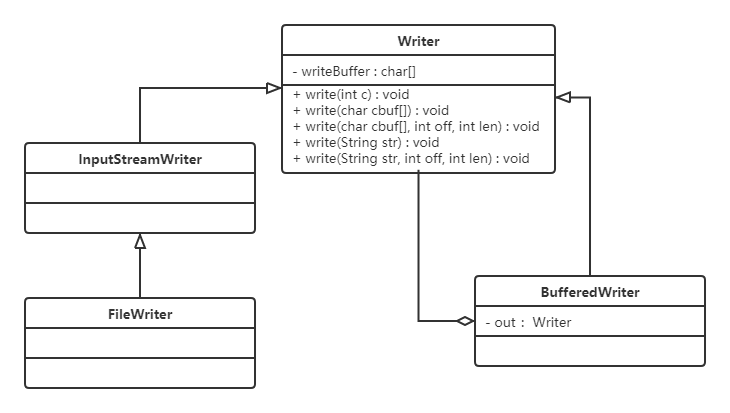 Writer
- writeBuffer : char[]
+ write(int c) : void
+ write(char cbuf[]) : void
+ write(char cbuf[], int off, int len) : void
+ write(String str) : void
+ write(String str, int off, int len) : void
InputStreamWriter
FileWriter
BufferedWriter
- out :  Writer